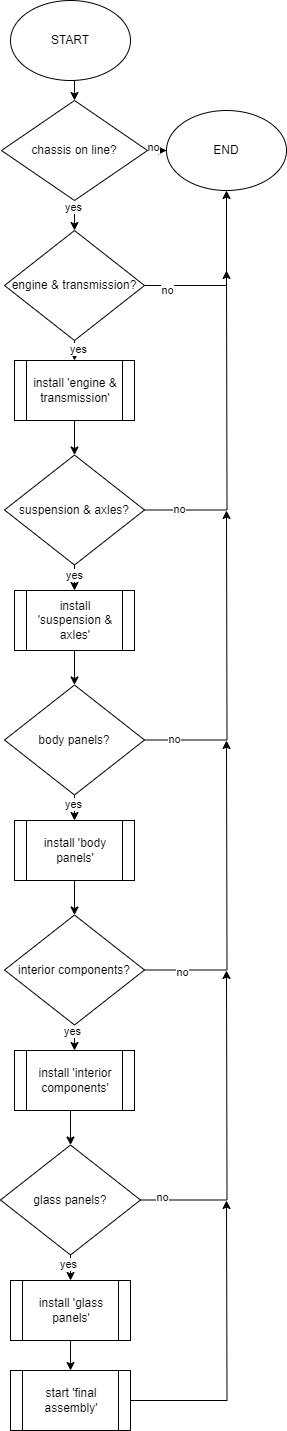 START
chassis on line?
no
END
yes
engine & transmission?
no
yes
install 'engine &
transmission'
suspension & axles?
no
yes
install
'suspension &
axles'
body panels?
no
yes
install 'body
panels'
interior components?
no
yes
install 'interior
components'
glass panels?
no
yes
install 'glass
panels'
start 'final
assembly'